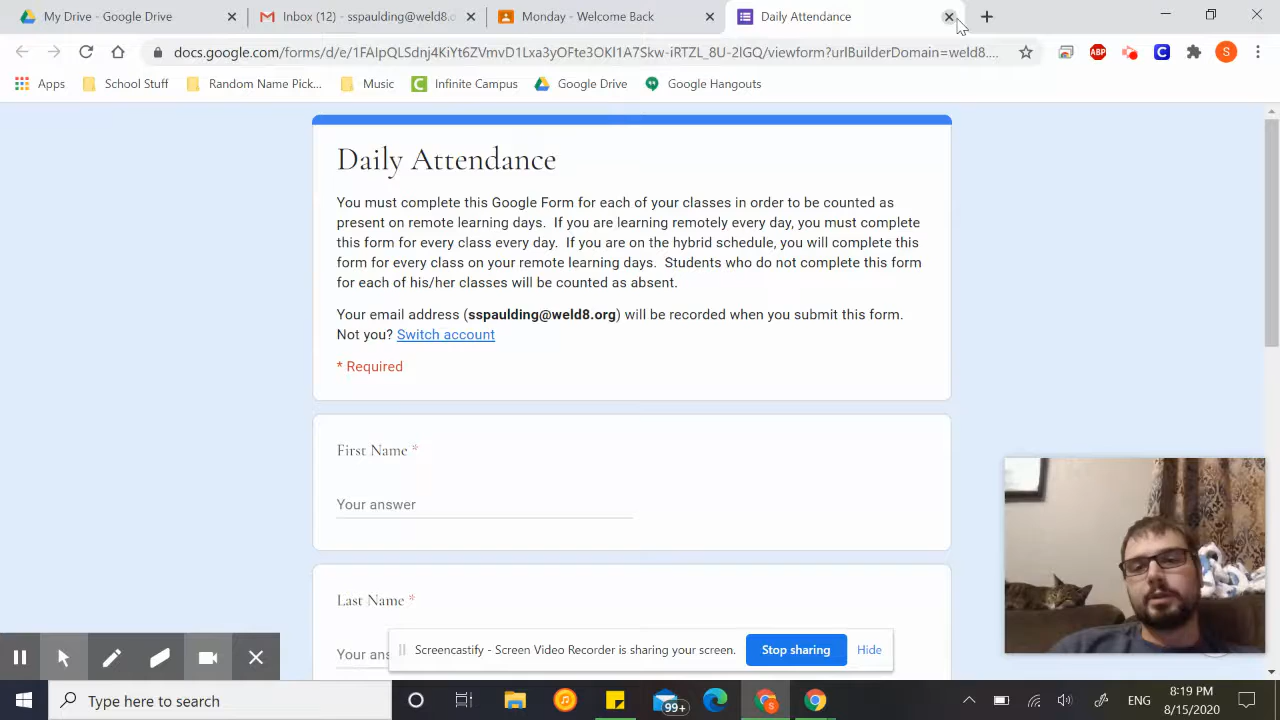 My Drive - Google Drive
Inbox (12) - sspaulding@weld8.o
Monday - Welcome Back
Daily Attendance
docs.google.com/forms/d/e/1FAIpQLSdnj4KiYt6ZVmvD1Lxa3yOFte3OKl1A7Skw-iRTZL_8U-2lGQ/viewform?urlBuilderDomain=weld8....
ABP
C
S
Apps
School Stuff
Random Name Pick...
Music
Infinite Campus
Google Drive
Google Hangouts
Daily Attendance
You must complete this Google Form for each of your classes in order to be counted as
present on remote learning days. If you are learning remotely every day, you must complete
this form for every class every day. If you are on the hybrid schedule, you will complete this
form for every class on your remote learning days. Students who do not complete this form
for each of his/her classes will be counted as absent.
Your email address (sspaulding@weld8.org) will be recorded when you submit this form.
Not you? Switch account
* Required
First Name *
Your answer
Last Name *
Your ans
Screencastify - Screen Video Recorder is sharing your screen.
Stop sharing
Hide
Type here to search
99+
S
ENG
8:19 PM
8/15/2020